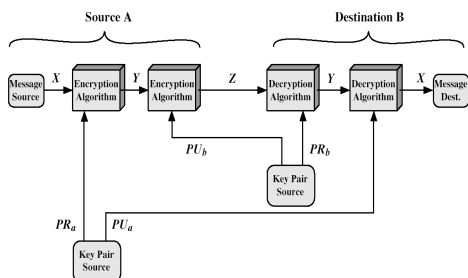 Source A
Destination B
Message
Source
X
Encryption
Algorithm
Y
Encryption
Algorithm
Z
Decryption
Algorithm
Y
Decryption
Algorithm
X
Message
Dest.
PUb
PRb
Key Pair
Source
PRa
PUa
Key Pair
Source